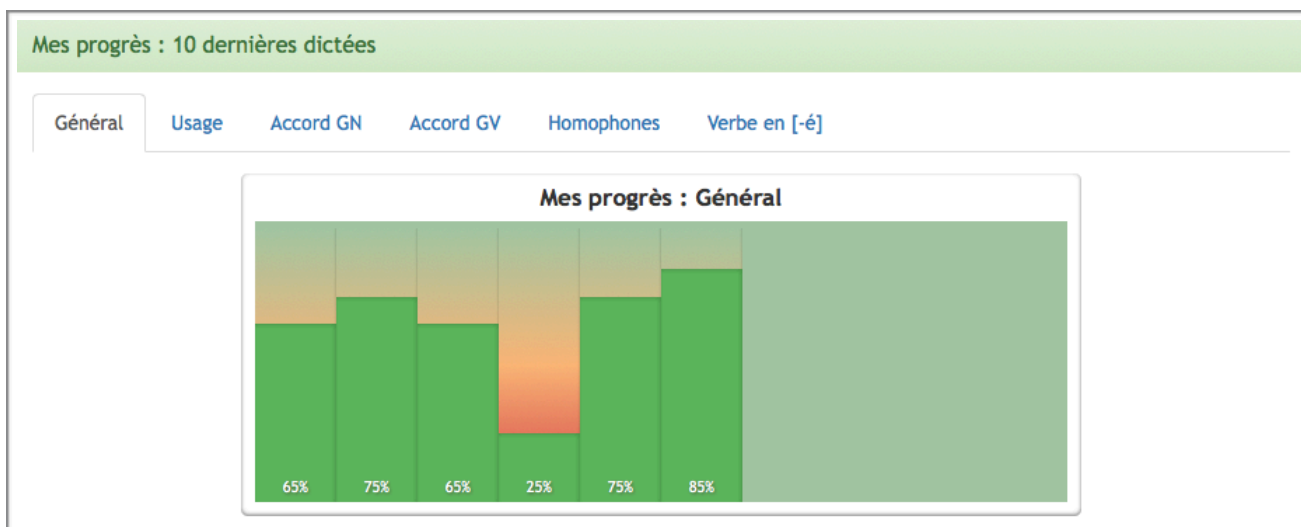 Mes progrès : 10 dernières dictées
Général Usage Accord GN Accord GV Homophones Verbe en [-é]
Mes progrès : Général
65% 75% 65% 25% 75% 85%